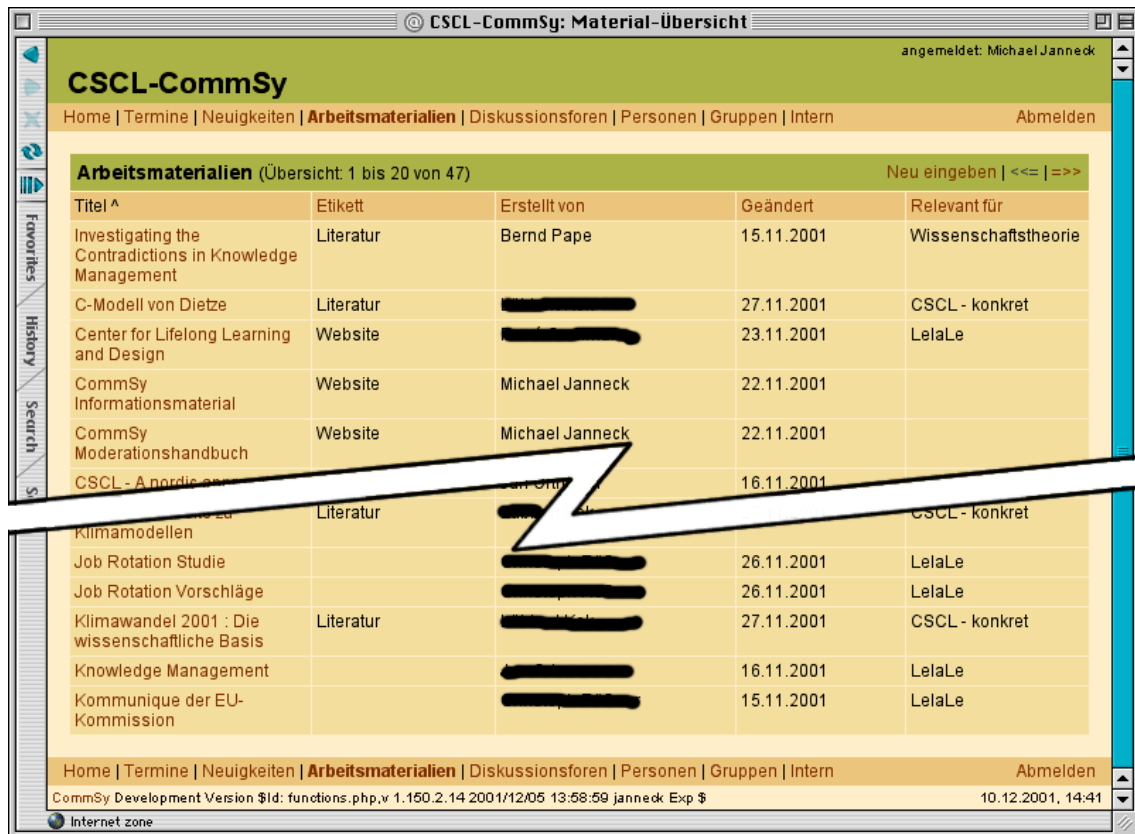 CSCL-CommSy: Material-Übersicht
angemeldet: Michael Janneck
CSCL-CommSy
Home | Termine | Neuigkeiten | Arbeitsmaterialien | Diskussionsforen | Personen | Gruppen | Intern Abmelden
Arbeitsmaterialien (Übersicht: 1 bis 20 von 47) Neu eingeben | <<= | =>>
Titel ^ Etikett Erstellt von Geändert Relevant für
Investigating the Literatur Bernd Pape 15.11.2001 Wissenschaftstheorie
Contradictions in Knowledge
Management
C-Modell von Dietze Literatur 27.11.2001 CSCL - konkret
Center for Lifelong Learning Website 23.11.2001 LelaLe
and Design
CommSy Website Michael Janneck 22.11.2001
Informationsmaterial
CommSy Website Michael Janneck 22.11.2001
Moderationshandbuch
CSCL - A nordic 16.11.2001
zu Literatur CSCL - konkret
Klimamodellen
Job Rotation Studie 26.11.2001 LelaLe
Job Rotation Vorschläge 26.11.2001 LelaLe
Klimawandel 2001 : Die Literatur 27.11.2001 CSCL - konkret
wissenschaftliche Basis
Knowledge Management 16.11.2001 LelaLe
Kommunique der EU- 15.11.2001 LelaLe
Kommission
Home | Termine | Neuigkeiten | Arbeitsmaterialien | Diskussionsforen | Personen | Gruppen | Intern Abmelden
CommSy Development Version $Id: functions.php,v 1.150.2.14 2001/12/05 13:58:59 janneck Exp $ 10.12.2001, 14:41
Internet zone
Favorites
History
Search